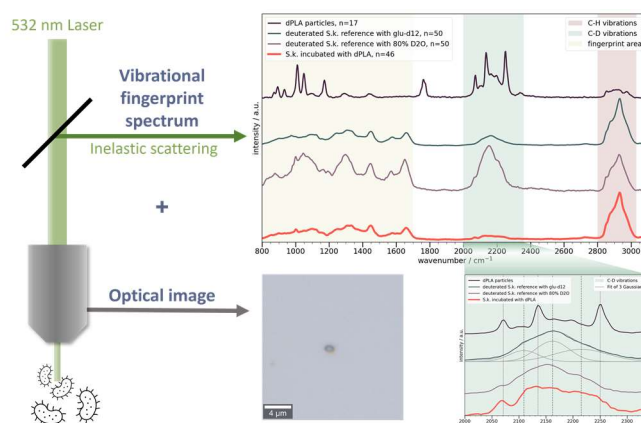 532 nm Laser
Vibrational
fingerprint
spectrum
Inelastic scattering
+
Optical image
dPLA particles, n=17
deuterated S.k. reference with glu-d12, n=50
deuterated S.k. reference with 80% D2O, n=50
S.k. incubated with dPLA, n=46
C-H vibrations
C-D vibrations
fingerprint area
intensity / a.u.
800 1000 1200 1400 1600 1800 2000 2200 2400 2600 2800 3000
wavenumber / cm⁻¹
4 μm
dPLA particles
deuterated S.k. reference with glu-d12
deuterated S.k. reference with 80% D2O
S.k. incubated with dPLA
C-D vibrations
fit of 3 Gaussian
intensity / a.u.
2000 2050 2100 2150 2200 2250 2300